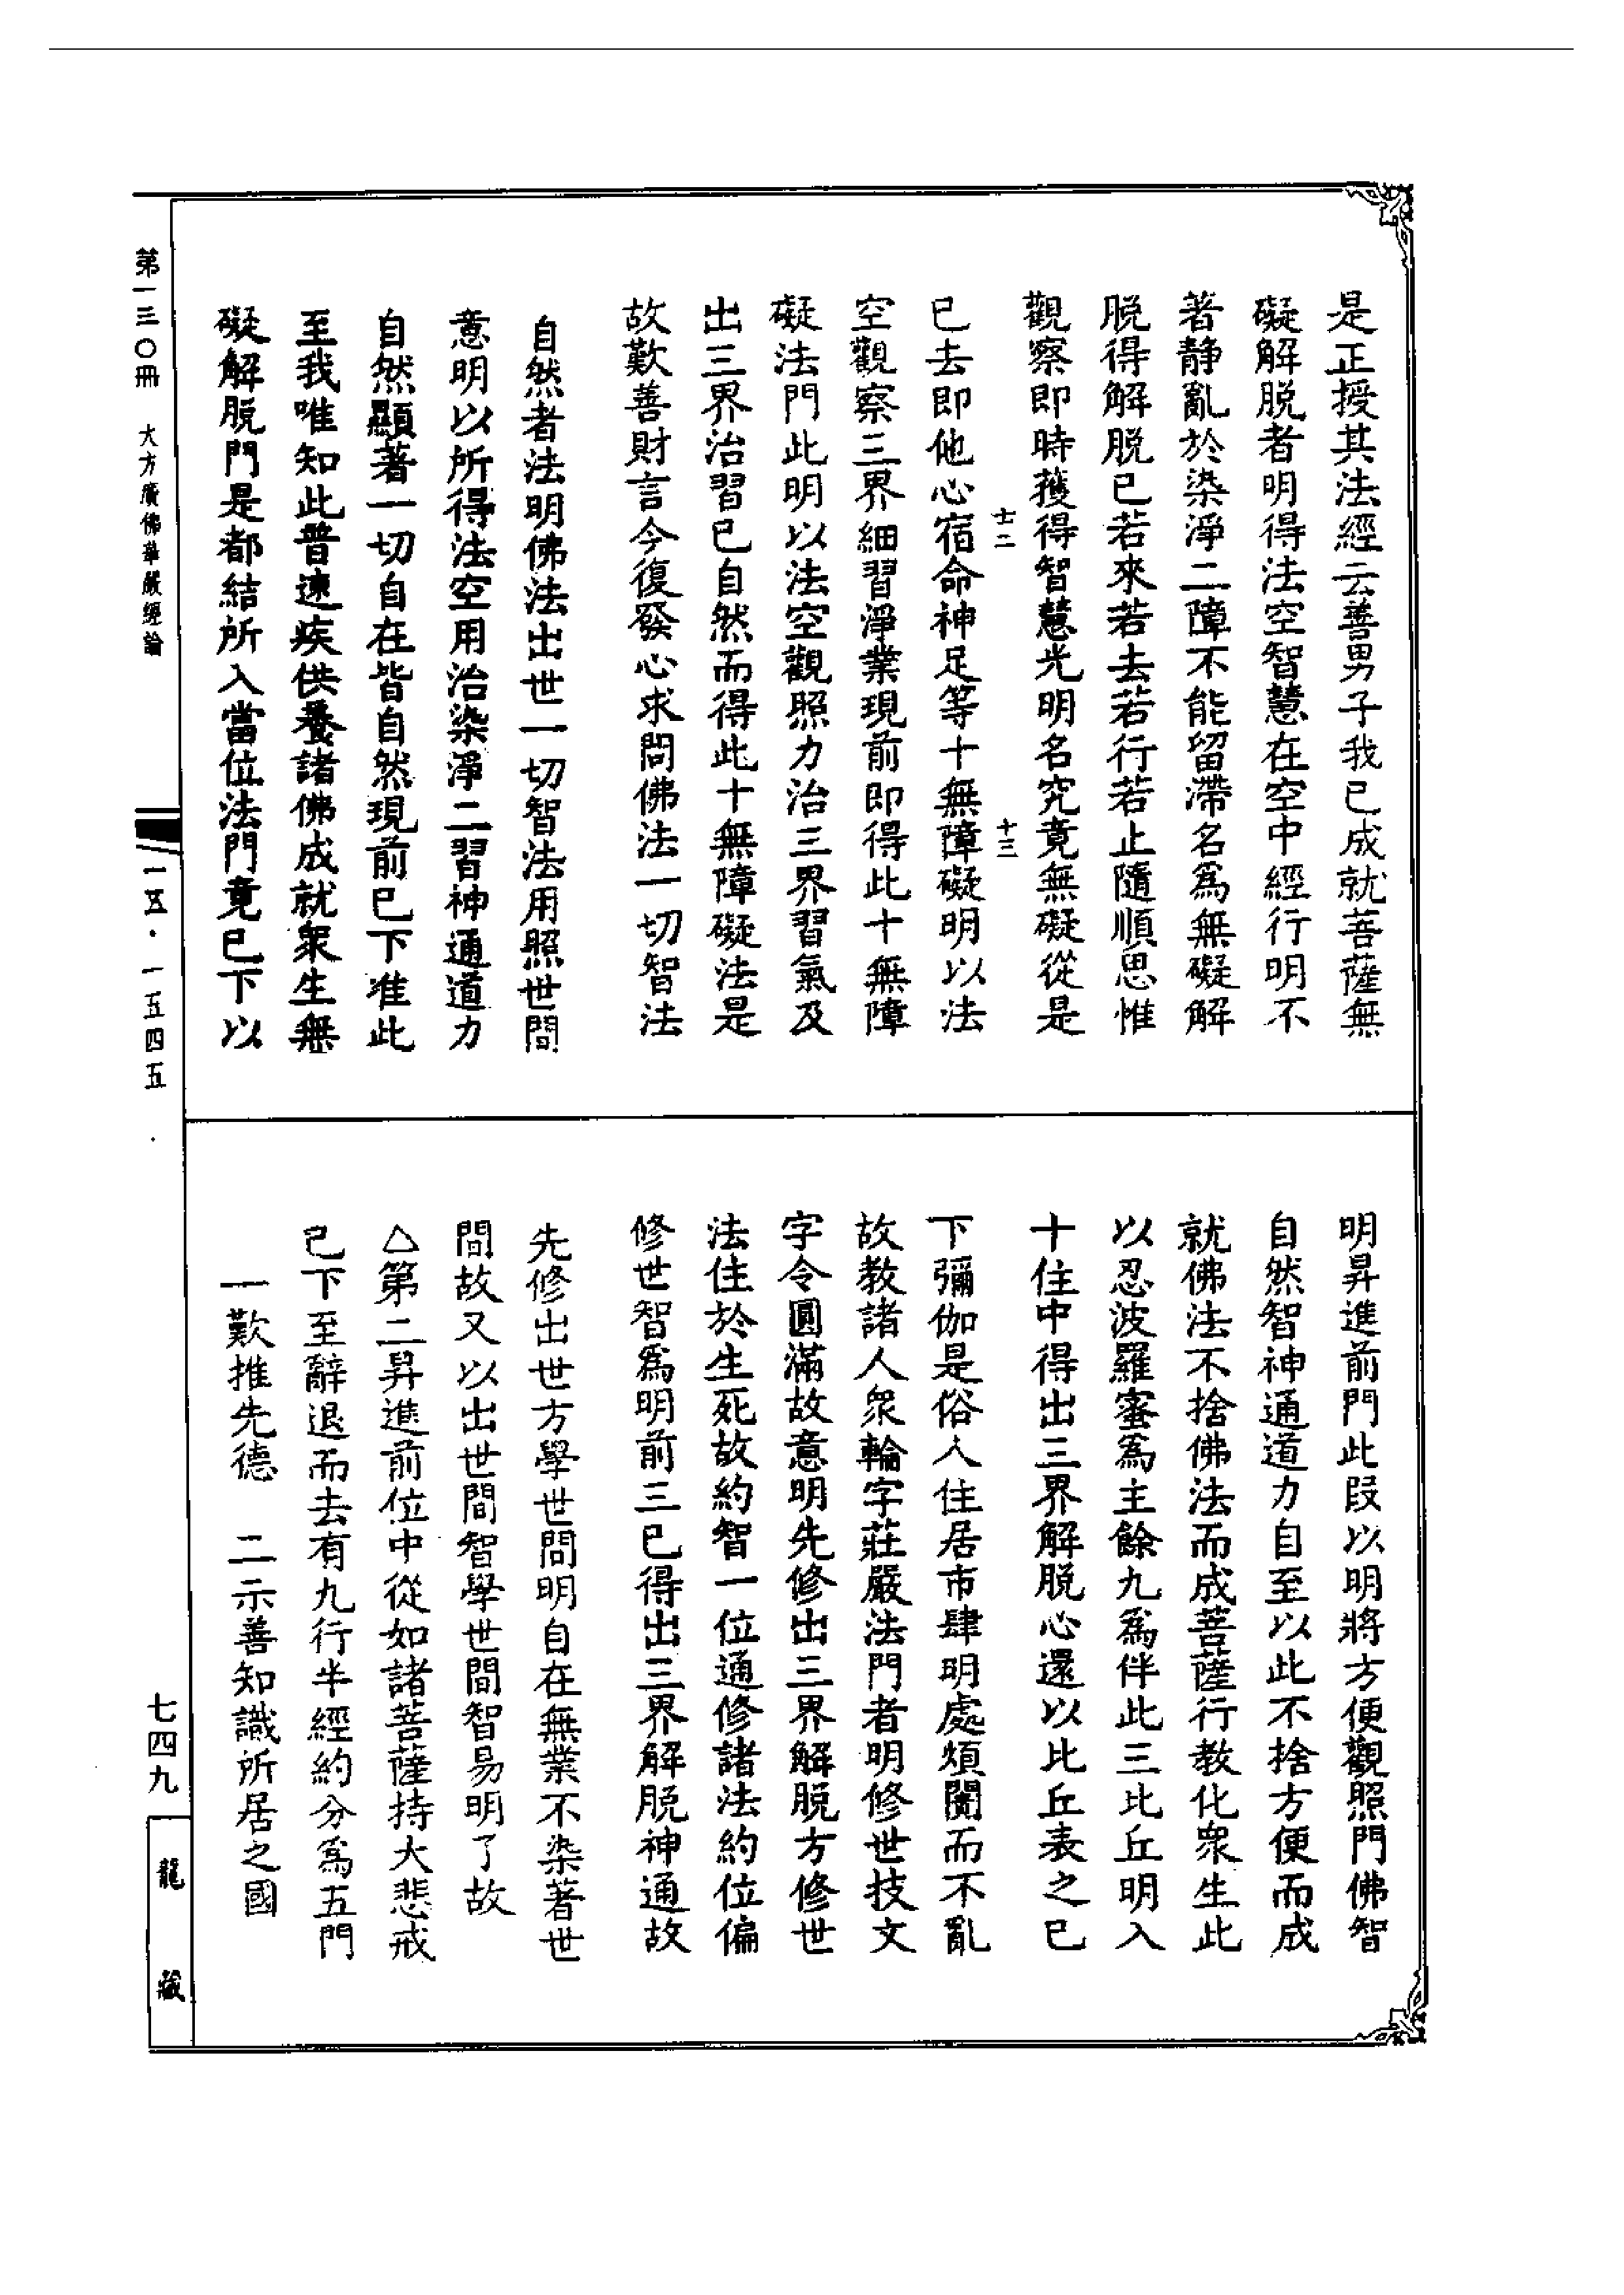 是正授其法經云善男子我已成就菩薩無
礙解脫者明得法空智慧在空中經行明不
著靜亂於染淨二障不能留滯名為無礙解
脫得解脫已若來若去若行若止隨順思惟
觀察即時獲得智慧光明名究竟無礙從是
十二
十三
已去即他心宿命神足等十無障礙明以法
空觀察三界細習淨業現前即得此十無障
礙法門此明以法空觀照力治三界習氣及
出三界治習已自然而得此十無障礙法是
故歎善財言今復發心求問佛法一切智法
自然者法明佛法出世一切智法用照世間
意明以所得法空用治染淨二習神通道力
自然顯著一切自在皆自然現前已下准此
至我唯知此普速疾供養諸佛成就衆生無
礙解脫門是都結所入當位法門竟已下以
明昇進前門此段以明將方便觀照門佛智
自然智神通道力自至以此不捨方便而成
就佛法不捨佛法而成菩薩行教化衆生此
以忍波羅蜜為主餘九為伴此三比丘明入
十住中得出三界解脫心還以比丘表之已
下彌伽是俗人住居市肆明處煩鬧而不亂
故教諸人衆輪字莊嚴法門者明修世技文
字令圓滿故意明先修出三界解脫方修世
法住於生死故約智一位通修諸法約位偏
修世智為明前三已得出三界解脫神通故
先修出世方學世間明自在無業不染著世
間故又以出世間智學世間智易明了故
△第二昇進前位中從如諸菩薩持大悲戒
已下至辭退而去有九行半經約分為五門
一歎推先德 二示善知識所居之國
第一三〇冊 大方廣佛華嚴經論
一五·一五四五
七四九
龍藏